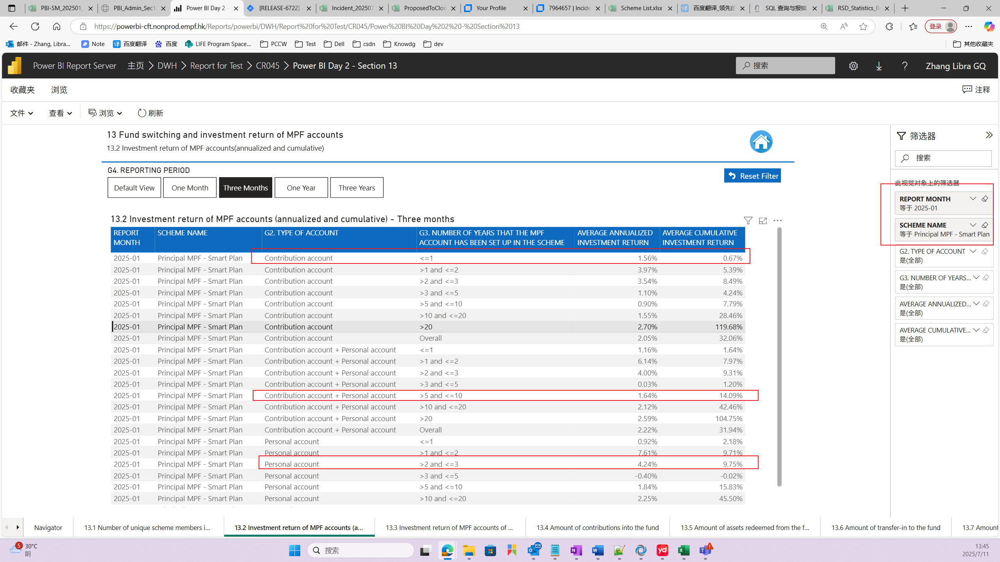 PBI-SM_202501_
PBI_Admin_Sec1
Power BI Day 2 -
[RELEASE-6722]
Incident_202507
ProposedToClos
Your Profile
7964657 | Incide
Scheme List.xlsx
百度翻译_领先的
SQL 查询与报错
RSD_Statistics_R
https://powerbi-cft.nonprod.empf.hk/Reports/powerbi/DWH/Report%20for%20Test/CR045/Power%20BI%20Day%202%20-%20Section%2013
登录
邮件 - Zhang, Libra...
Note
百度翻译
百度
LIFE Program Space...
PCCW
Test
Dell
csdn
Knowdg
dev
其他收藏夹
Power BI Report Server
主页 > DWH > Report for Test > CR045 > Power BI Day 2 - Section 13
搜索
Zhang Libra GQ
收藏夹
浏览
注释
文件
查看
浏览
刷新
13 Fund switching and investment return of MPF accounts
13.2 Investment return of MPF accounts(annualized and cumulative)
G4. REPORTING PERIOD
Reset Filter
Default View
One Month
Three Months
One Year
Three Years
13.2 Investment return of MPF accounts (annualized and cumulative) - Three months
REPORT MONTH SCHEME NAME G2. TYPE OF ACCOUNT G3. NUMBER OF YEARS THAT THE MPF ACCOUNT HAS BEEN SET UP IN THE SCHEME AVERAGE ANNUALIZED INVESTMENT RETURN AVERAGE CUMULATIVE INVESTMENT RETURN
2025-01 Principal MPF - Smart Plan Contribution account <=1 1.56% 0.67%
2025-01 Principal MPF - Smart Plan Contribution account >1 and <=2 3.97% 5.39%
2025-01 Principal MPF - Smart Plan Contribution account >2 and <=3 3.54% 8.49%
2025-01 Principal MPF - Smart Plan Contribution account >3 and <=5 1.10% 4.24%
2025-01 Principal MPF - Smart Plan Contribution account >5 and <=10 0.90% 7.79%
2025-01 Principal MPF - Smart Plan Contribution account >10 and <=20 1.55% 28.46%
2025-01 Principal MPF - Smart Plan Contribution account >20 2.70% 119.68%
2025-01 Principal MPF - Smart Plan Contribution account Overall 2.05% 32.06%
2025-01 Principal MPF - Smart Plan Contribution account + Personal account <=1 1.16% 1.64%
2025-01 Principal MPF - Smart Plan Contribution account + Personal account >1 and <=2 6.14% 7.97%
2025-01 Principal MPF - Smart Plan Contribution account + Personal account >2 and <=3 4.00% 9.31%
2025-01 Principal MPF - Smart Plan Contribution account + Personal account >3 and <=5 0.03% 1.20%
2025-01 Principal MPF - Smart Plan Contribution account + Personal account >5 and <=10 1.64% 14.09%
2025-01 Principal MPF - Smart Plan Contribution account + Personal account >10 and <=20 2.12% 42.46%
2025-01 Principal MPF - Smart Plan Contribution account + Personal account >20 2.59% 104.75%
2025-01 Principal MPF - Smart Plan Contribution account + Personal account Overall 2.22% 31.94%
2025-01 Principal MPF - Smart Plan Personal account <=1 0.92% 2.18%
2025-01 Principal MPF - Smart Plan Personal account >1 and <=2 7.61% 9.71%
2025-01 Principal MPF - Smart Plan Personal account >2 and <=3 4.24% 9.75%
2025-01 Principal MPF - Smart Plan Personal account >3 and <=5 -0.40% -0.02%
2025-01 Principal MPF - Smart Plan Personal account >5 and <=10 1.84% 15.83%
2025-01 Principal MPF - Smart Plan Personal account >10 and <=20 2.25% 45.50%
筛选器
搜索
此视觉对象上的筛选器
REPORT MONTH
等于 2025-01
SCHEME NAME
等于 Principal MPF - Smart Plan
G2. TYPE OF ACCOUNT
是(全部)
G3. NUMBER OF YEARS...
是(全部)
AVERAGE ANNUALIZED...
是(全部)
AVERAGE CUMULATIVE...
是(全部)
Navigator
13.1 Number of unique scheme members i...
13.2 Investment return of MPF accounts (a...
13.3 Investment return of MPF accounts of ...
13.4 Amount of contributions into the fund
13.5 Amount of assets redeemed from the f...
13.6 Amount of transfer-in to the fund
13.7 Amount
5
30°C
阴
搜索
yd
13:45
2025/7/11